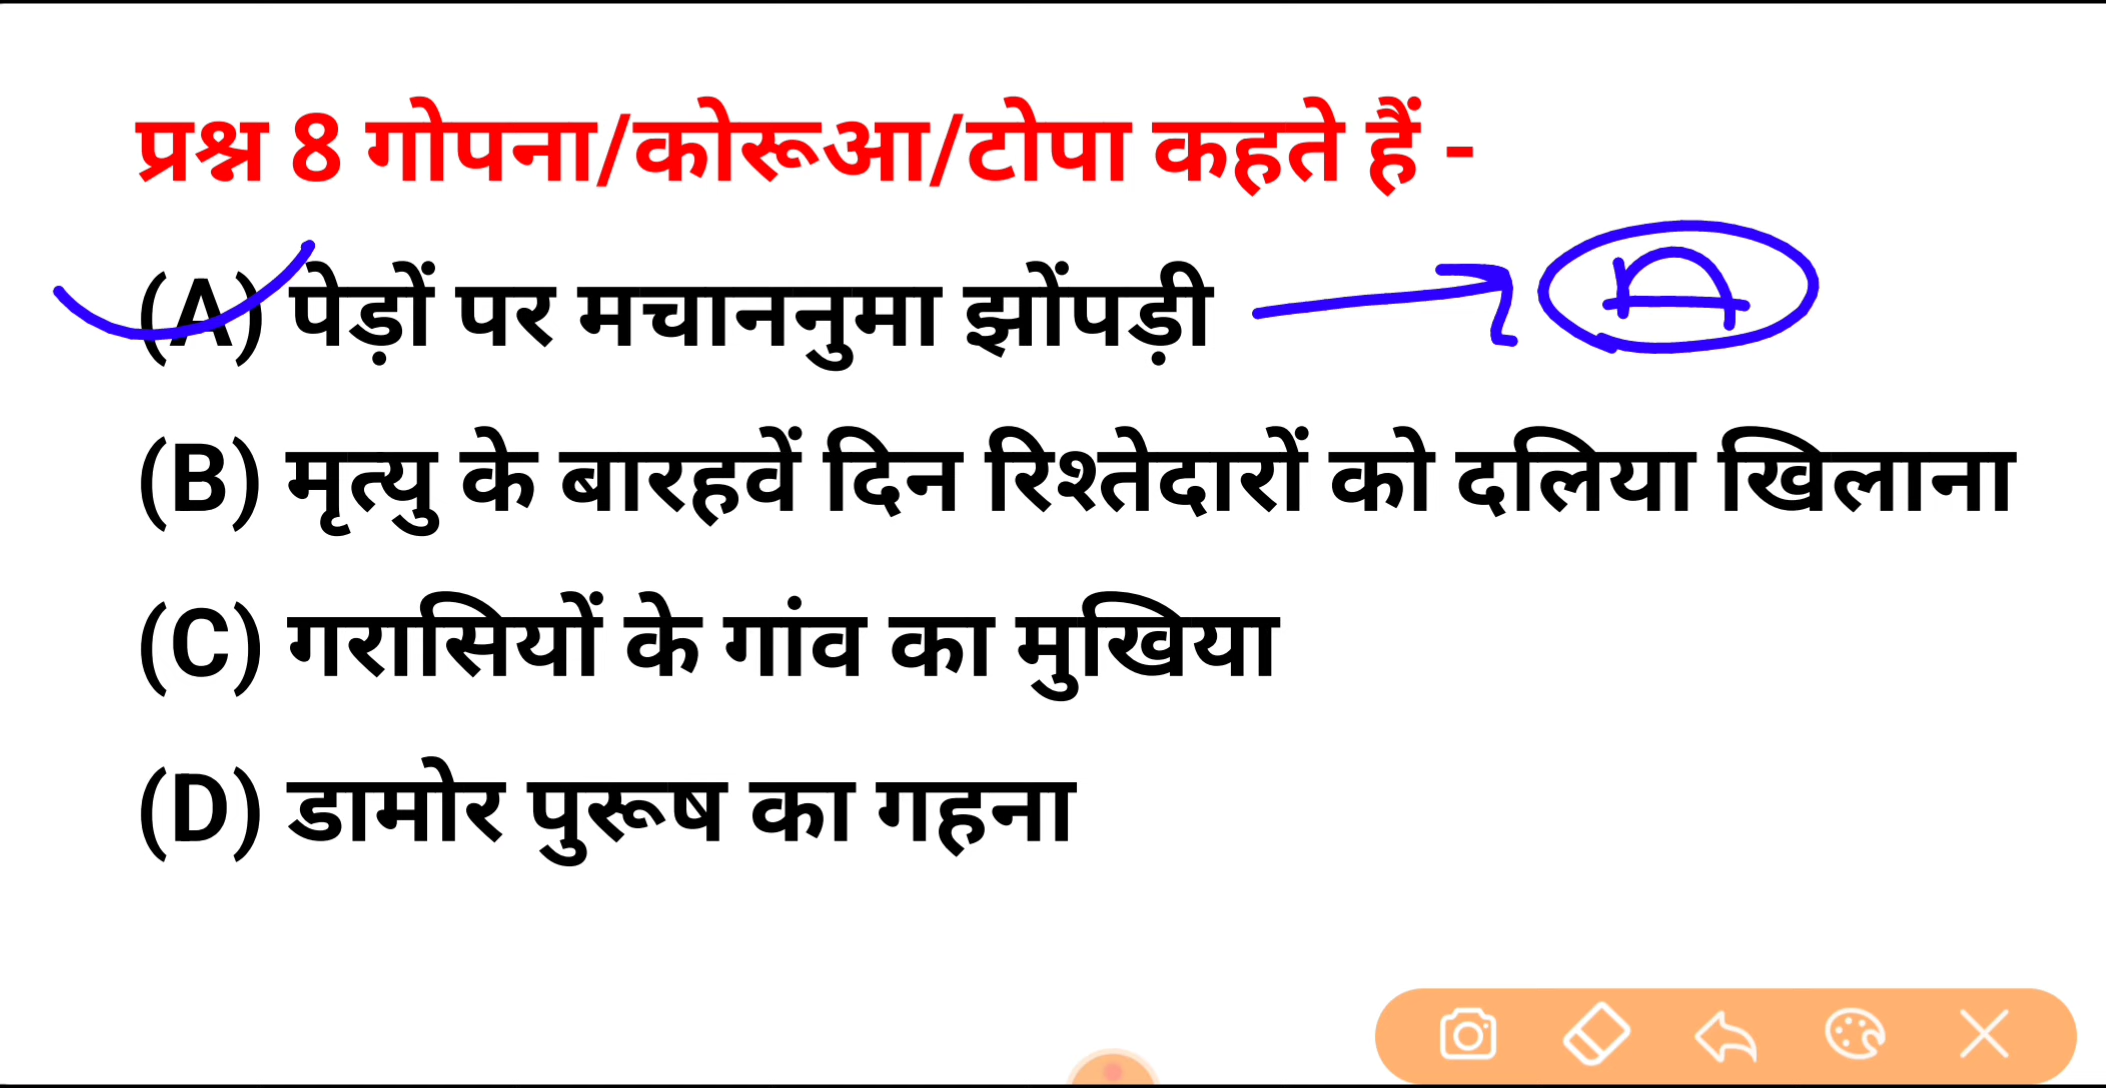 प्रश्न 8 गोपना/कोरूआ/टोपा कहते हैं -
(A) पेड़ों पर मचाननुमा झोंपड़ी A
(B) मृत्यु के बारहवें दिन रिश्तेदारों को दलिया खिलाना
(C) गरासियों के गांव का मुखिया
(D) डामोर पुरूष का गहना